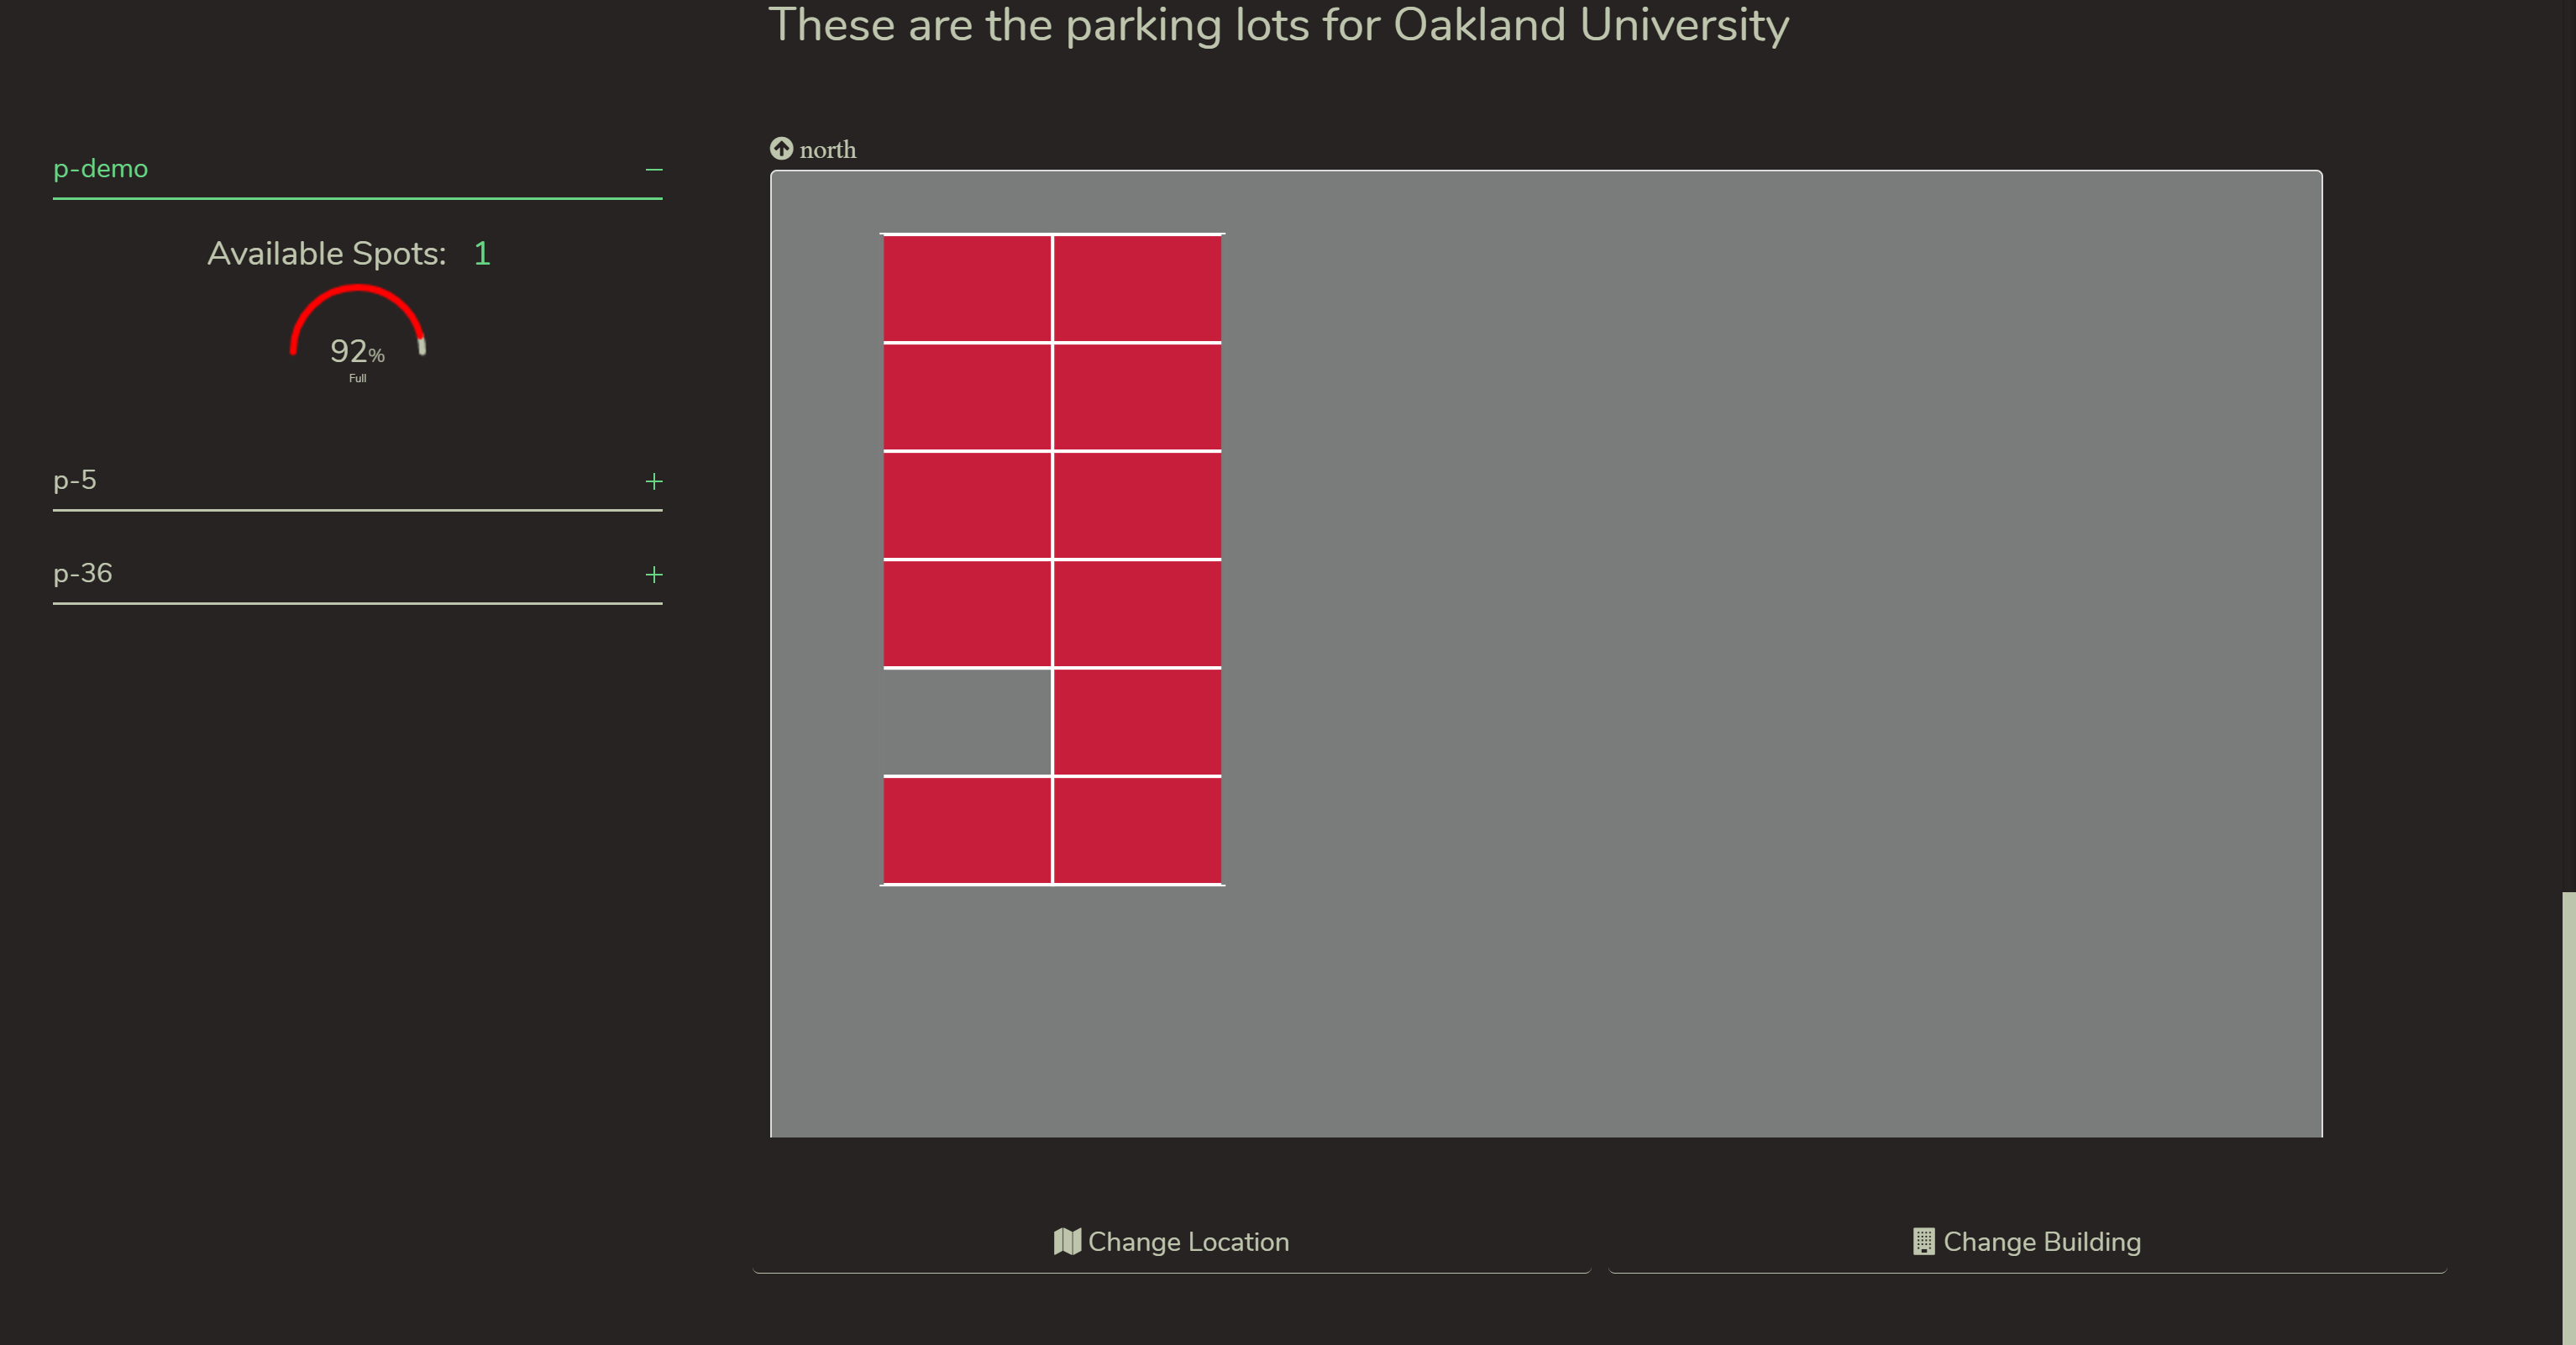 These are the parking lots for Oakland University
p-demo
Available Spots: 1
92%
Full
p-5
p-36
north
Change Location
Change Building